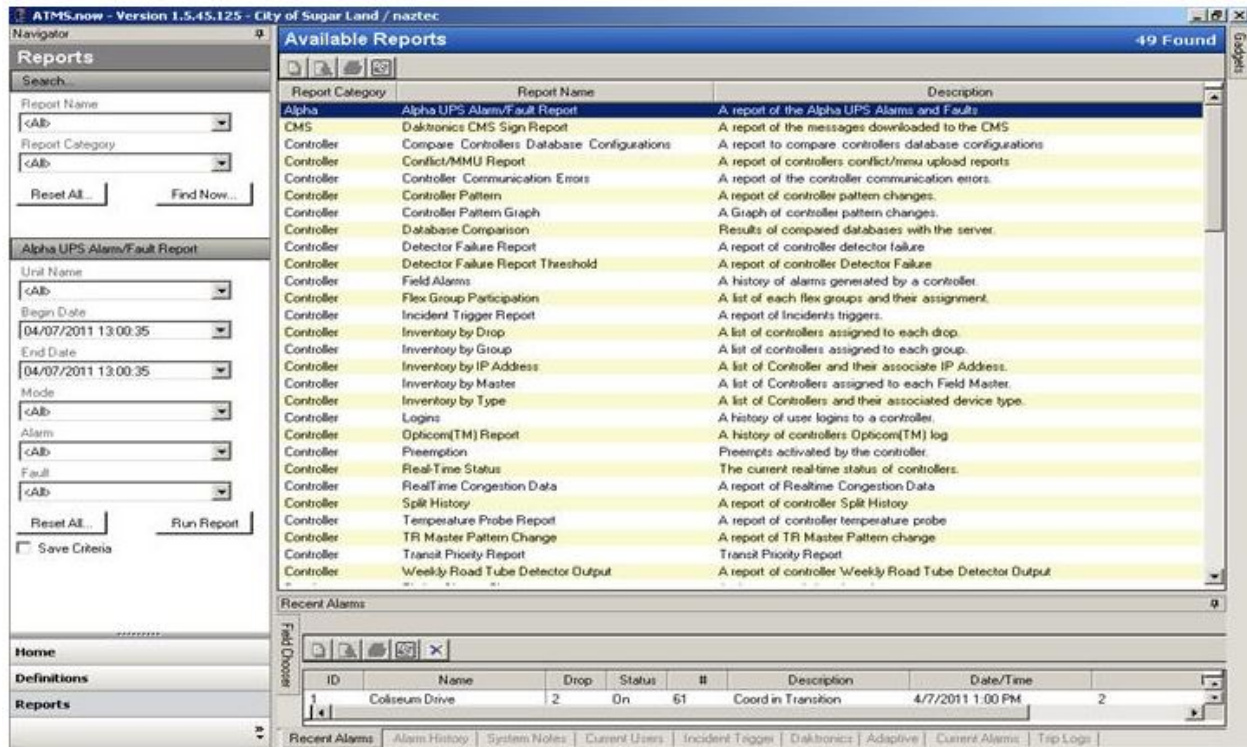 ATMS.now - Version 1.5.45.125 - City of Sugar Land / naztec
Navigator
Reports
Search...
Report Name
<All>
Report Category
<All>
Reset All...
Find Now...
Alpha UPS Alarm/Fault Report
Unit Name
<All>
Begin Date
04/07/2011 13:00:35
End Date
04/07/2011 13:00:35
Mode
<All>
Alarm
<All>
Fault
<All>
Reset All...
Run Report
Save Criteria
Home
Definitions
Reports
Available Reports 49 Found
Gadgets
Report Category Report Name Description
Alpha Alpha UPS Alarm/Fault Report A report of the Alpha UPS Alarms and Faults
CMS Daktronics CMS Sign Report A report of the messages downloaded to the CMS
Controller Compare Controllers Database Configurations A report to compare controllers database configurations
Controller Conflict/MMU Report A report of controllers conflict/mmu upload reports
Controller Controller Communication Errors A report of the controller communication errors.
Controller Controller Pattern A report of controller pattern changes.
Controller Controller Pattern Graph A Graph of controller pattern changes.
Controller Database Comparison Results of compared databases with the server.
Controller Detector Failure Report A report of controller detector failure
Controller Detector Failure Report Threshold A report of controller Detector Failure
Controller Field Alarms A history of alarms generated by a controller.
Controller Flex Group Participation A list of each flex groups and their assignment.
Controller Incident Trigger Report A report of Incidents triggers.
Controller Inventory by Drop A list of controllers assigned to each drop.
Controller Inventory by Group A list of controllers assigned to each group.
Controller Inventory by IP Address A list of Controller and their associate IP Address.
Controller Inventory by Master A list of Controllers assigned to each Field Master.
Controller Inventory by Type A list of Controllers and their associated device type.
Controller Logins A history of user logins to a controller.
Controller Opticom(TM) Report A history of controllers Opticom(TM) log
Controller Preemption Preempts activated by the controller.
Controller Real-Time Status The current real-time status of controllers.
Controller RealTime Congestion Data A report of Realtime Congestion Data
Controller Split History A report of controller Split History
Controller Temperature Probe Report A report of controller temperature probe
Controller TR Master Pattern Change A report of TR Master Pattern change
Controller Transit Priority Report Transit Priority Report
Controller Weekly Road Tube Detector Output A report of controller Weekly Road Tube Detector Output
Recent Alarms
Field Chooser
ID Name Drop Status # Description Date/Time
1 Coliseum Drive 2 On 61 Coord in Transition 4/7/2011 1:00 PM 2
Recent Alarms Alarm History System Notes Current Users Incident Trigger Daktronics Adaptive Current Alarms Trip Logs